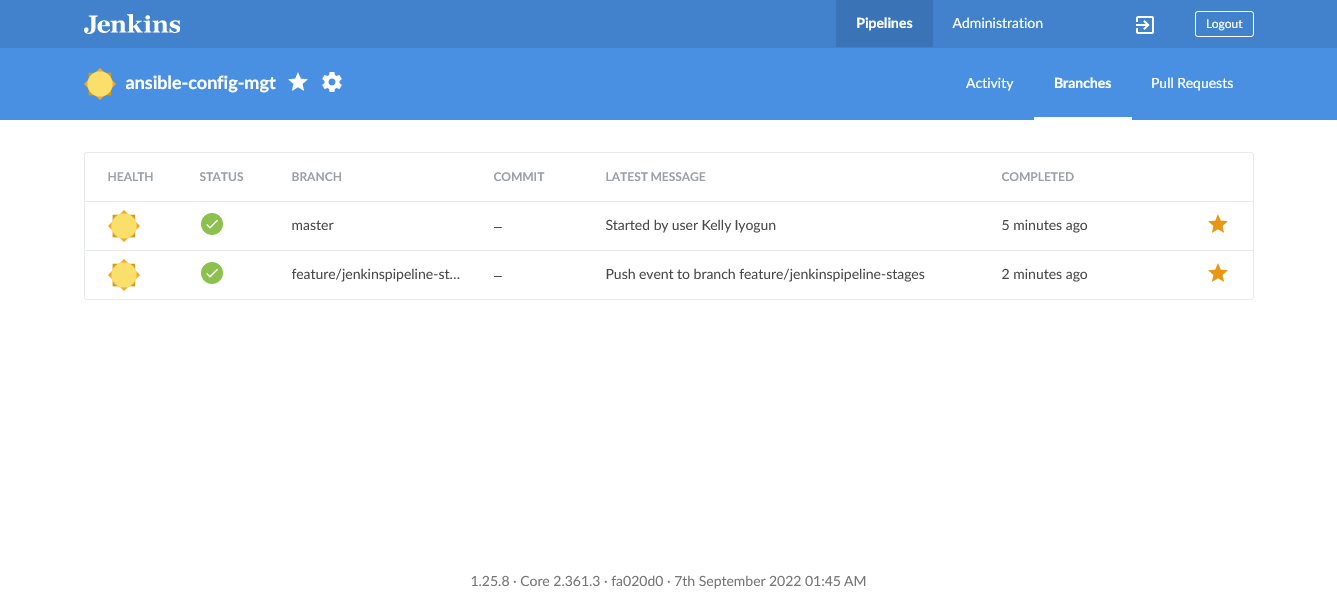 Jenkins Pipelines Administration Logout
ansible-config-mgt Activity Branches Pull Requests
HEALTH STATUS BRANCH COMMIT LATEST MESSAGE COMPLETED
master – Started by user Kelly Iyogun 5 minutes ago
feature/jenkinspipeline-st... – Push event to branch feature/jenkinspipeline-stages 2 minutes ago
1.25.8 · Core 2.361.3 · fa020d0 · 7th September 2022 01:45 AM